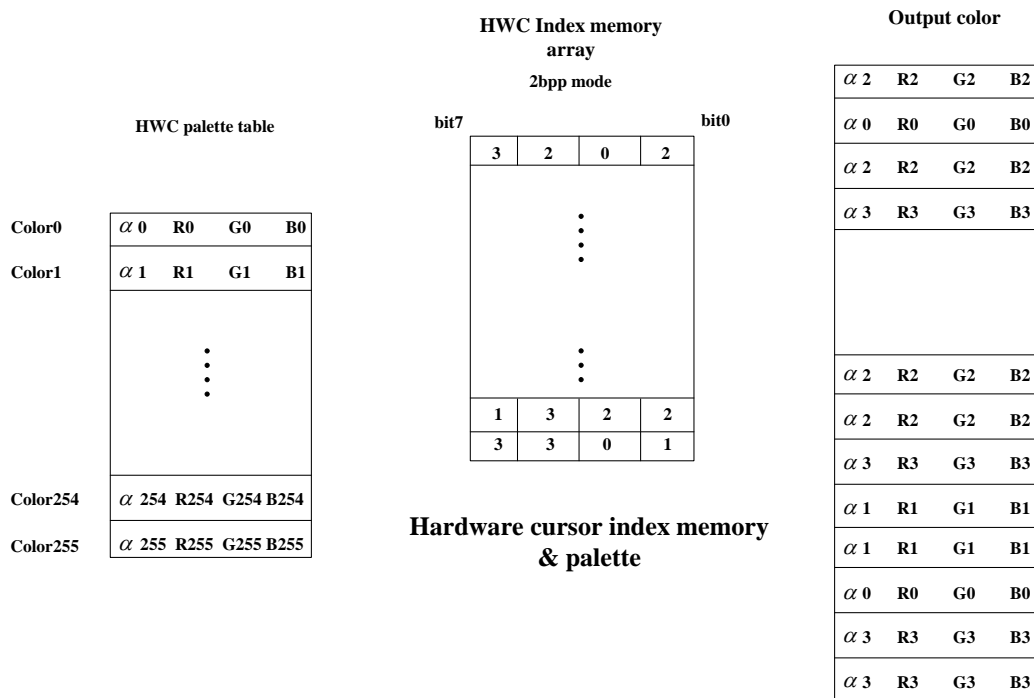 HWC palette table
Color0 α 0 R0 G0 B0
Color1 α 1 R1 G1 B1
Color254 α 254 R254 G254 B254
Color255 α 255 R255 G255 B255
HWC Index memory
array
2bpp mode
bit7 bit0
3 2 0 2
1 3 2 2
3 3 0 1
Hardware cursor index memory
& palette
Output color
α 2 R2 G2 B2
α 0 R0 G0 B0
α 2 R2 G2 B2
α 3 R3 G3 B3
α 2 R2 G2 B2
α 2 R2 G2 B2
α 3 R3 G3 B3
α 1 R1 G1 B1
α 1 R1 G1 B1
α 0 R0 G0 B0
α 3 R3 G3 B3
α 3 R3 G3 B3